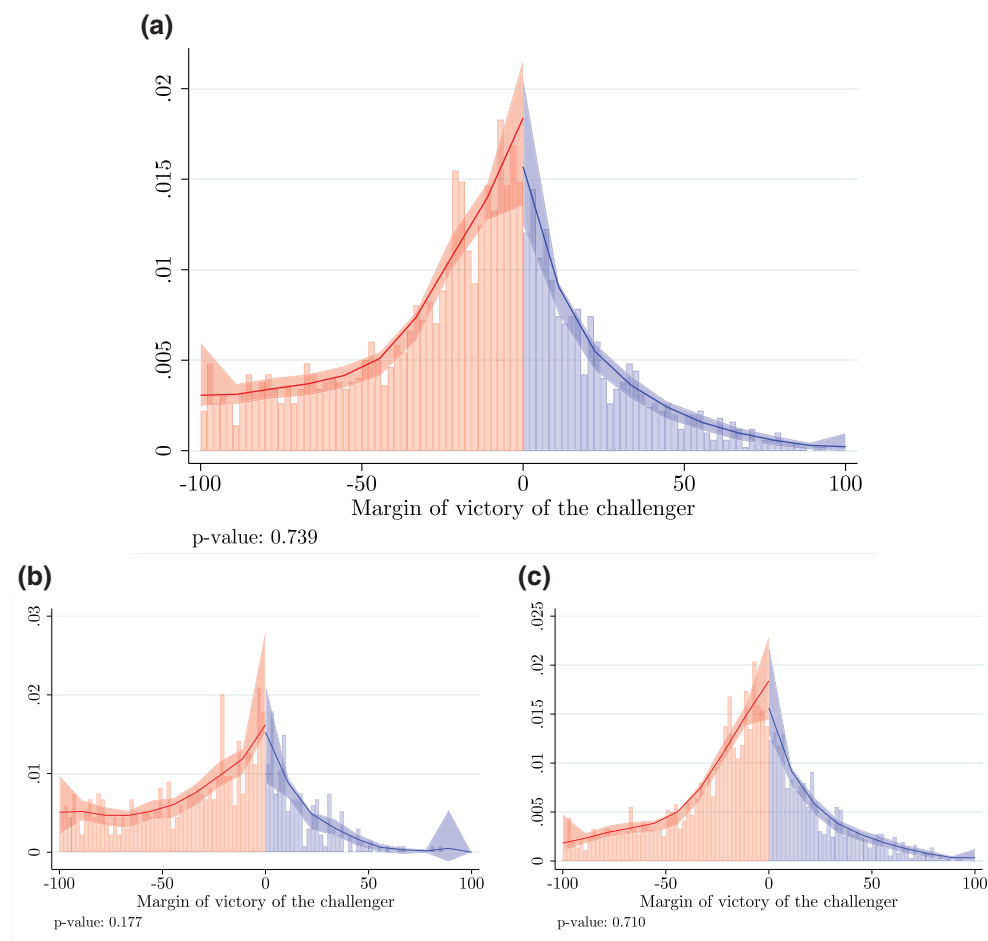 (a)
.02
.015
.01
.005
0
-100 -50 0 50 100
Margin of victory of the challenger
p-value: 0.739
(b)
.03
.02
.01
0
-100 -50 0 50 100
Margin of victory of the challenger
p-value: 0.177
(c)
.025
.02
.015
.01
.005
0
-100 -50 0 50 100
Margin of victory of the challenger
p-value: 0.710